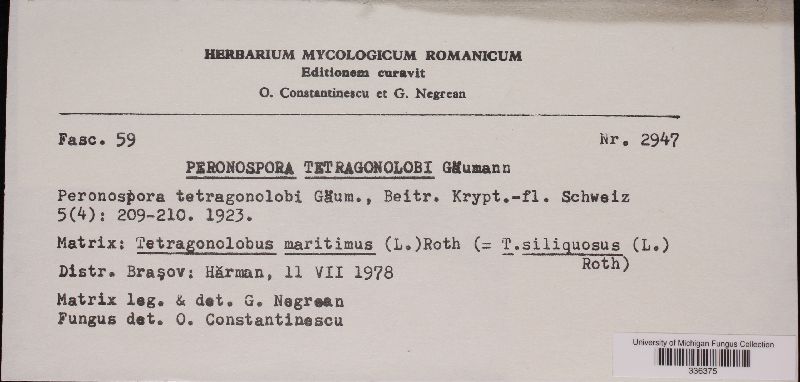 HERBARIUM MYCOLOGICUM ROMANICUM
Editionem curavit
O. Constantinescu et G. Negrean
Fasc. 59 Nr. 2947
PERONOSPORA TETRAGONOLOBI Gäumann
Peronospora tetragonolobi Gäum., Beitr. Krypt.-fl. Schweiz
5(4): 209-210. 1923.
Matrix: Tetragonolobus maritimus (L.)Roth (= T.siliquosus (L.)
Roth)
Distr. Braşov: Hărman, 11 VII 1978
Matrix leg. & det. G. Negrean
Fungus det. O. Constantinescu
University of Michigan Fungus Collection
336375